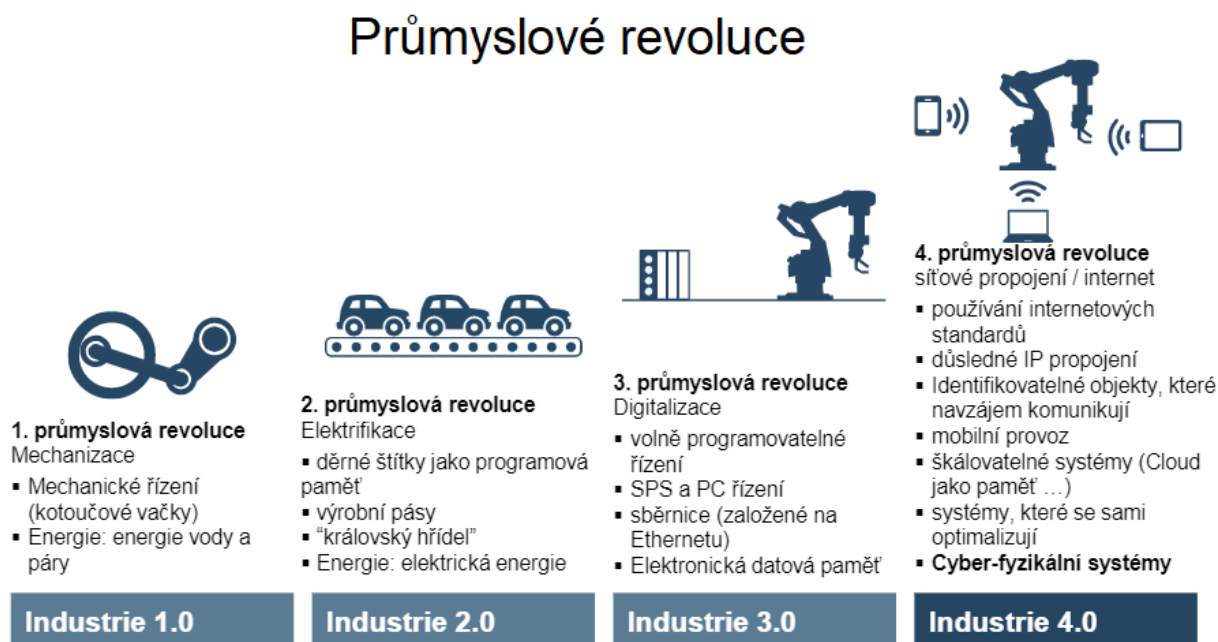 Průmyslové revoluce
1. průmyslová revoluce
Mechanizace
▪ Mechanické řízení
(kotoučové vačky)
▪ Energie: energie vody a
páry
Industrie 1.0
2. průmyslová revoluce
Elektrifikace
▪ děrné štítky jako programová
paměť
▪ výrobní pásy
▪ “královský hřídel”
▪ Energie: elektrická energie
Industrie 2.0
3. průmyslová revoluce
Digitalizace
▪ volně programovatelné
řízení
▪ SPS a PC řízení
▪ sběrnice (založené na
Ethernetu)
▪ Elektronická datová paměť
Industrie 3.0
4. průmyslová revoluce
síťové propojení / internet
▪ používání internetových
standardů
▪ důsledné IP propojení
▪ Identifikovatelné objekty, které
navzájem komunikují
▪ mobilní provoz
▪ škálovatelné systémy (Cloud
jako paměť ...)
▪ systémy, které se sami
optimalizují
▪ Cyber-fyzikální systémy
Industrie 4.0